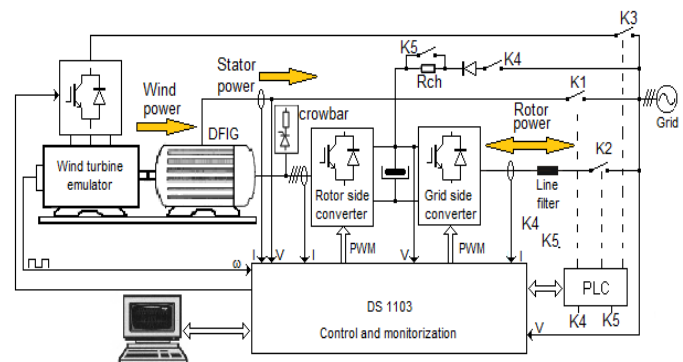 K3
K5
K4
Rch
Stator
power
Wind
power
K1
Grid
DFIG
crowbar
Rotor
power
K2
Wind turbine
emulator
Rotor side
converter
Grid side
converter
Line
filter
K4
K5.
I
V
I
PWM
V
PWM
I
ω
PLC
K4
K5
DS 1103
Control and monitorization
V